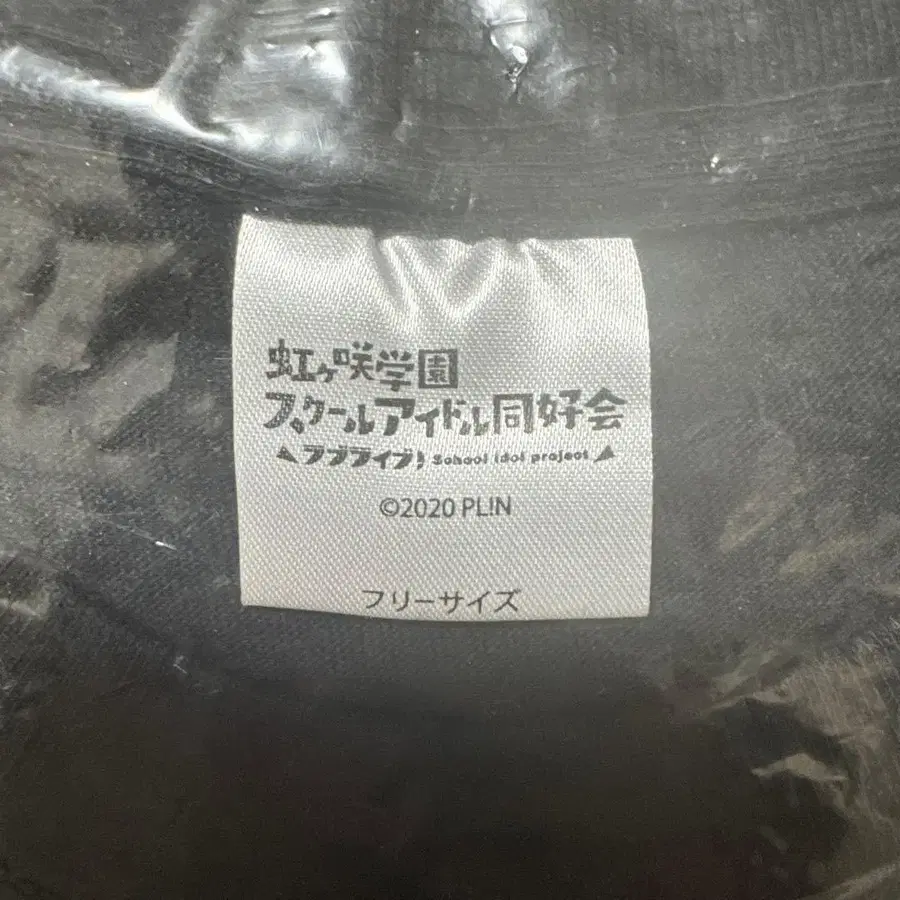 虹ヶ咲学園
スクールアイドル同好会
ラブライブ! School idol project
©2020 PL!N
フリーサイズ